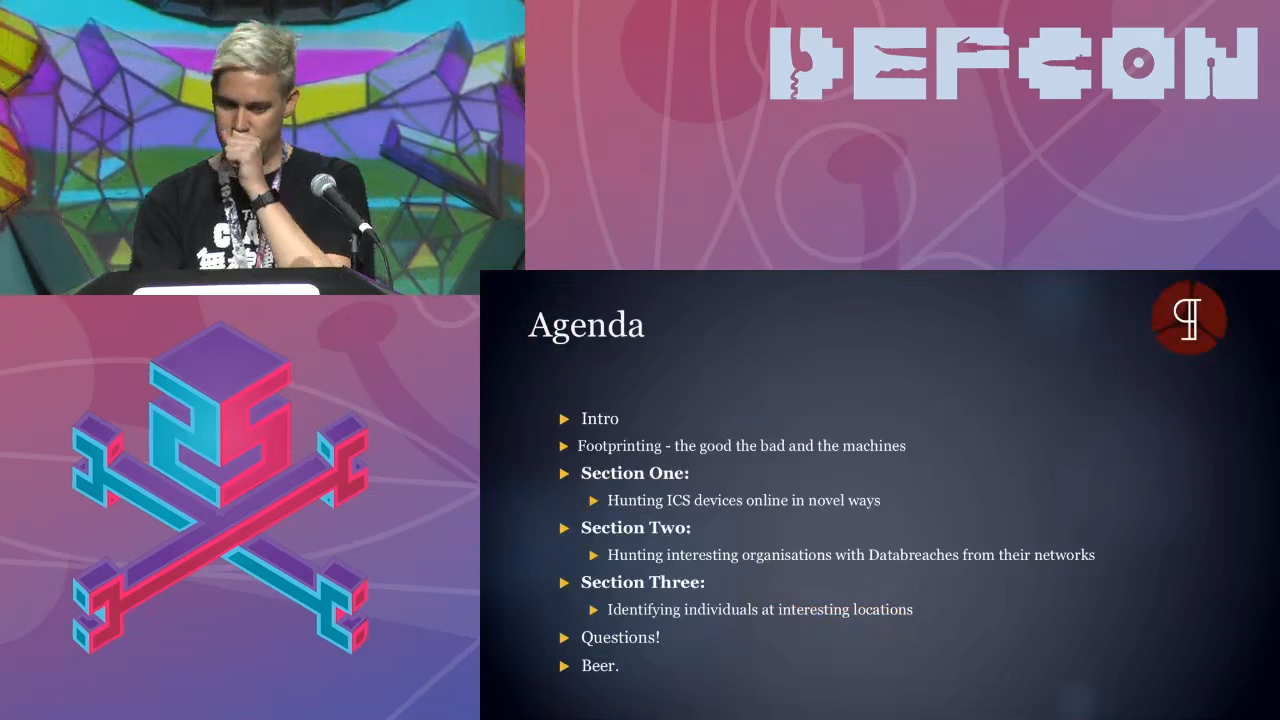 DEFCON
Agenda
¶
Intro
Footprinting - the good the bad and the machines
Section One:
Hunting ICS devices online in novel ways
Section Two:
Hunting interesting organisations with Databreaches from their networks
Section Three:
Identifying individuals at interesting locations
Questions!
Beer.